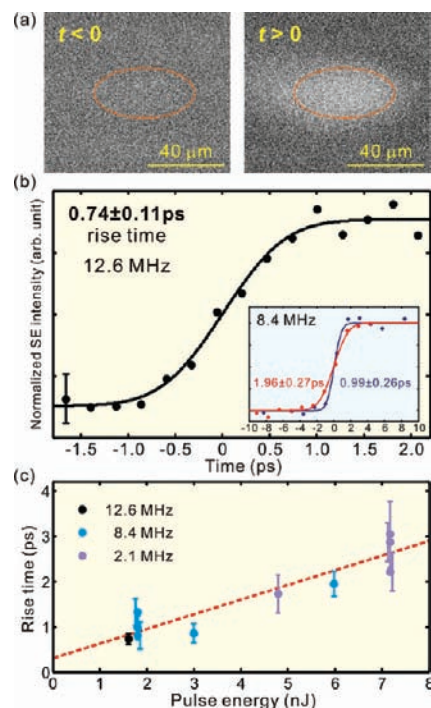 (a)
t < 0
t > 0
40 μm
40 μm
(b)
Normalized SE intensity (arb. unit)
0.74±0.11ps
rise time
12.6 MHz
8.4 MHz
1.96±0.27ps
0.99±0.26ps
-10 -8 -6 -4 -2 0 2 4 6 8 10
-1.5 -1.0 -0.5 0 0.5 1.0 1.5 2.0
Time (ps)
(c)
Rise time (ps)
4
3
2
1
0
12.6 MHz
8.4 MHz
2.1 MHz
0 1 2 3 4 5 6 7 8
Pulse energy (nJ)